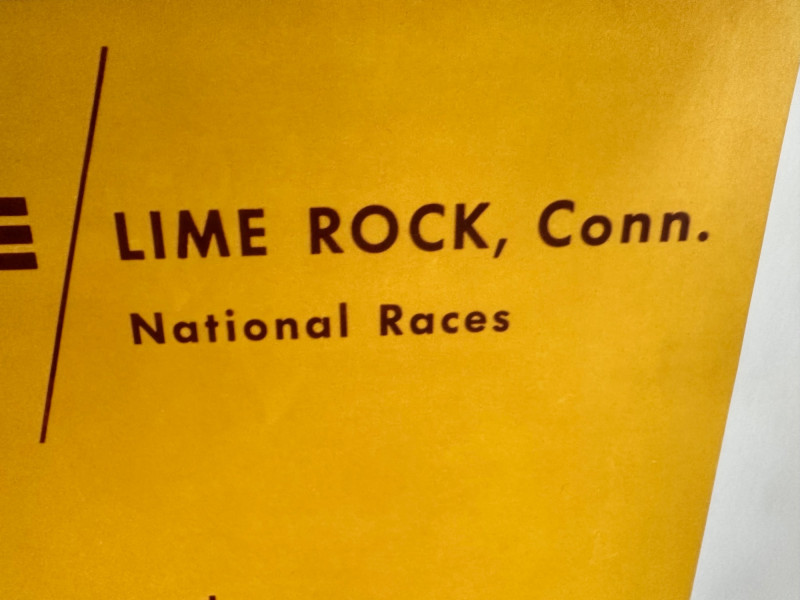 LIME ROCK, Conn.
National Races